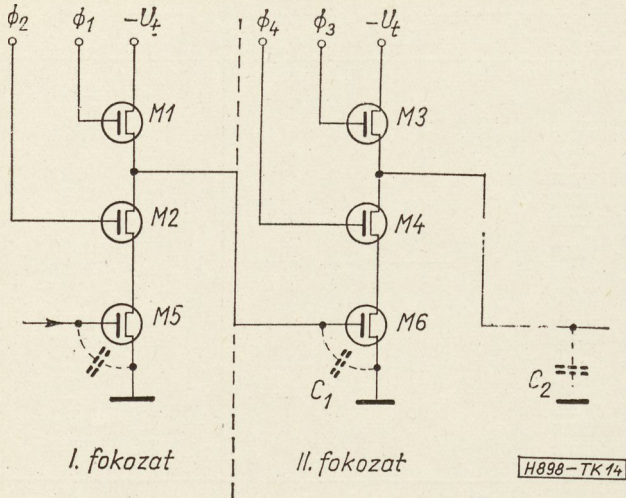 ϕ₂ ϕ₁ -Uₜ ϕ₄ ϕ₃ -Uₜ
M1 M3
M2 M4
M5 M6
C₁ C₂
I. fokozat II. fokozat
H898-TK14